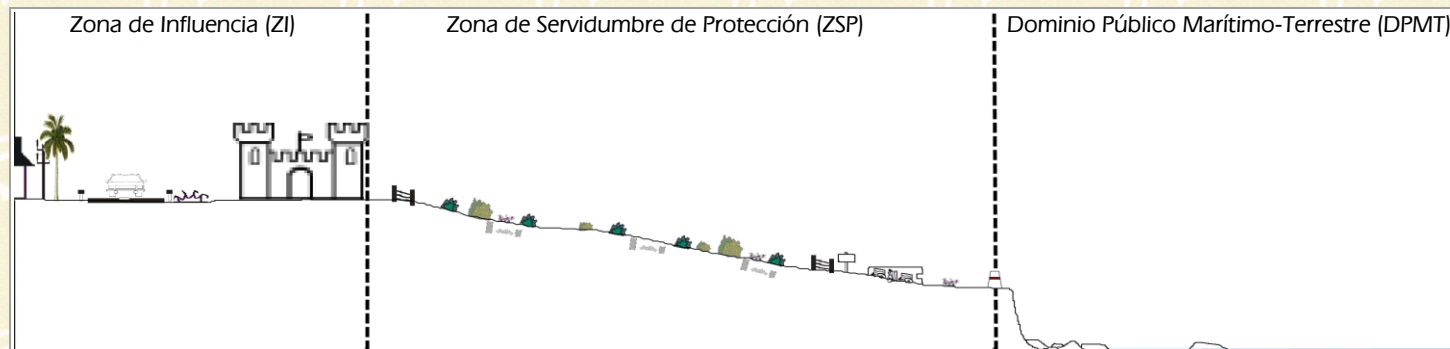 Zona de Influencia (ZI)
Zona de Servidumbre de Protección (ZSP)
Dominio Público Marítimo-Terrestre (DPMT)